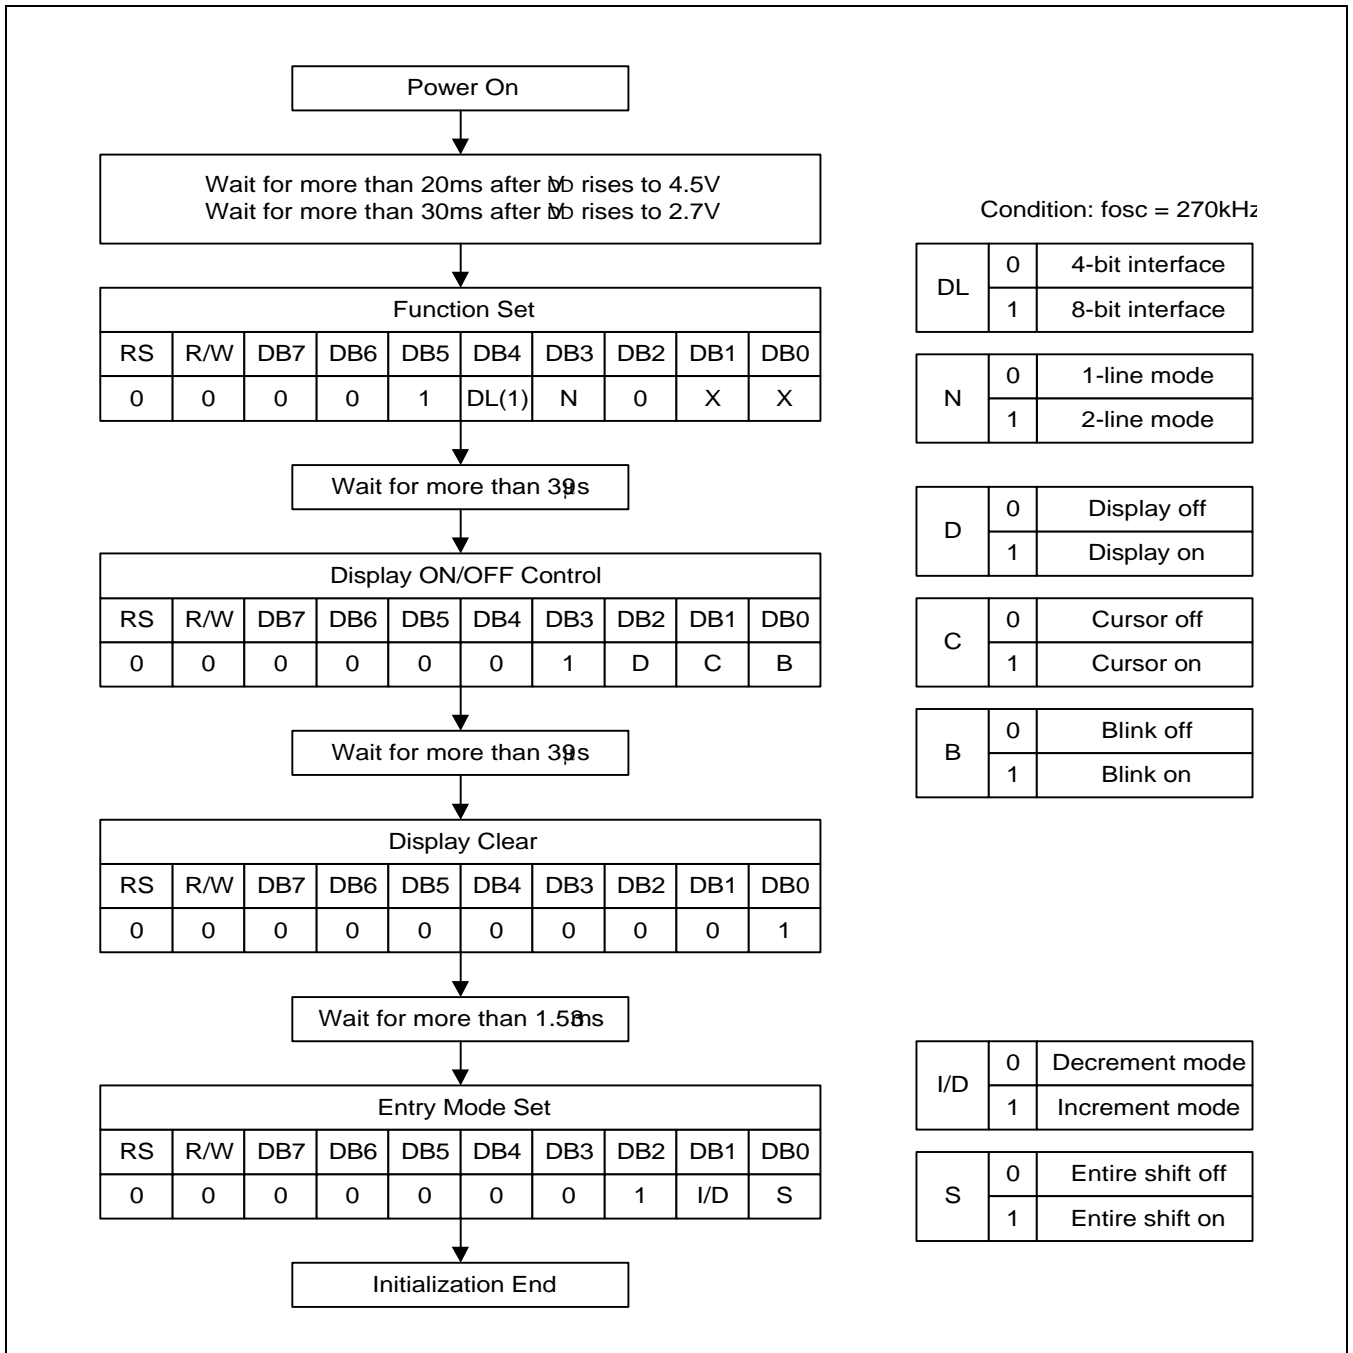 Power On
Wait for more than 20ms after VDD rises to 4.5V
Wait for more than 30ms after VDD rises to 2.7V
Condition: fosc = 270kHz
Function Set
RS R/W DB7 DB6 DB5 DB4 DB3 DB2 DB1 DB0
0 0 0 0 1 DL(1) N 0 X X
Wait for more than 39μs
Display ON/OFF Control
RS R/W DB7 DB6 DB5 DB4 DB3 DB2 DB1 DB0
0 0 0 0 0 0 1 D C B
Wait for more than 39μs
Display Clear
RS R/W DB7 DB6 DB5 DB4 DB3 DB2 DB1 DB0
0 0 0 0 0 0 0 0 0 1
Wait for more than 1.53ms
Entry Mode Set
RS R/W DB7 DB6 DB5 DB4 DB3 DB2 DB1 DB0
0 0 0 0 0 0 0 1 I/D S
Initialization End
DL
0 4-bit interface
1 8-bit interface
N
0 1-line mode
1 2-line mode
D
0 Display off
1 Display on
C
0 Cursor off
1 Cursor on
B
0 Blink off
1 Blink on
I/D
0 Decrement mode
1 Increment mode
S
0 Entire shift off
1 Entire shift on